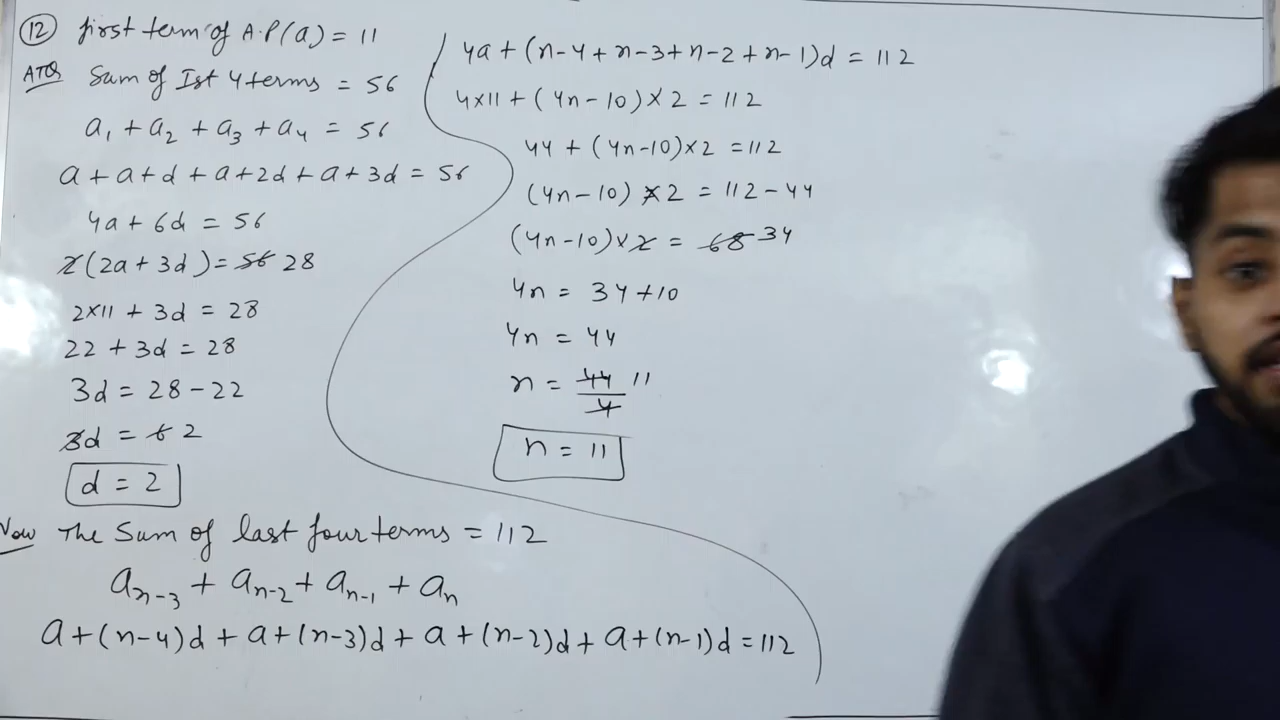 12 first term of A.P (a) = 11
ATQ Sum of Ist 4 terms = 56
a₁ + a₂ + a₃ + a₄ = 56
a + a + d + a + 2d + a + 3d = 56
4a + 6d = 56
2(2a + 3d) = 56 28
2×11 + 3d = 28
22 + 3d = 28
3d = 28 - 22
3d = 6 2
d = 2
Now The Sum of last four terms = 112
aₙ₋₃ + aₙ₋₂ + aₙ₋₁ + aₙ
a + (n-4)d + a + (n-3)d + a + (n-2)d + a + (n-1)d = 112
4a + (n-4 + n-3 + n-2 + n-1)d = 112
4×11 + (4n - 10) × 2 = 112
44 + (4n-10)×2 = 112
(4n - 10) × 2 = 112 - 44
(4n-10)×2 = 68 34
4n = 34 + 10
4n = 44
n = 44/4 11
n = 11